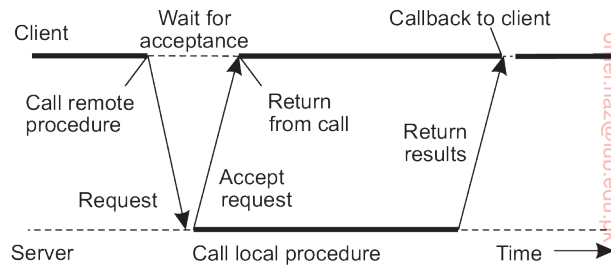 Client
Wait for
acceptance
Callback to client
Call remote
procedure
Return
from call
Return
results
Request
Accept
request
Server
Call local procedure
Time